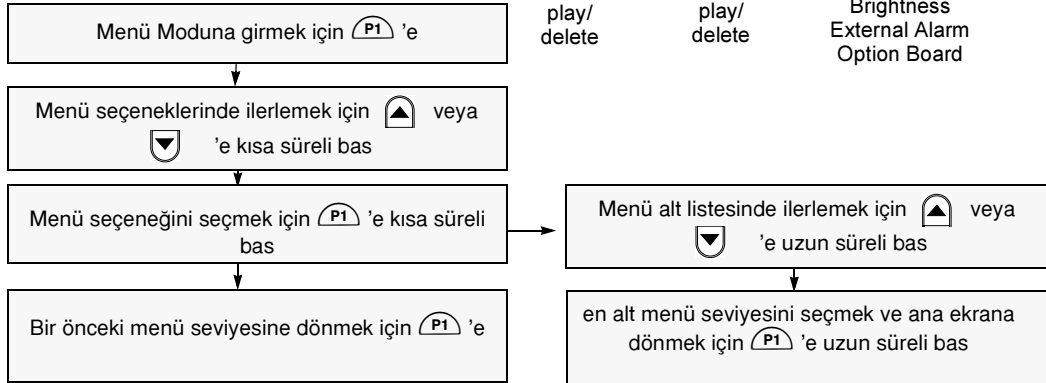 Menü Moduna girmek için P1 'e
play/
delete
play/
delete
Brightness
External Alarm
Option Board
Menü seçeneklerinde ilerlemek için veya
'e kısa süreli bas
Menü seçeneğini seçmek için P1 'e kısa süreli
bas
Menü alt listesinde ilerlemek için veya
'e uzun süreli bas
Bir önceki menü seviyesine dönmek için P1 'e
en alt menü seviyesini seçmek ve ana ekrana
dönmek için P1 'e uzun süreli bas